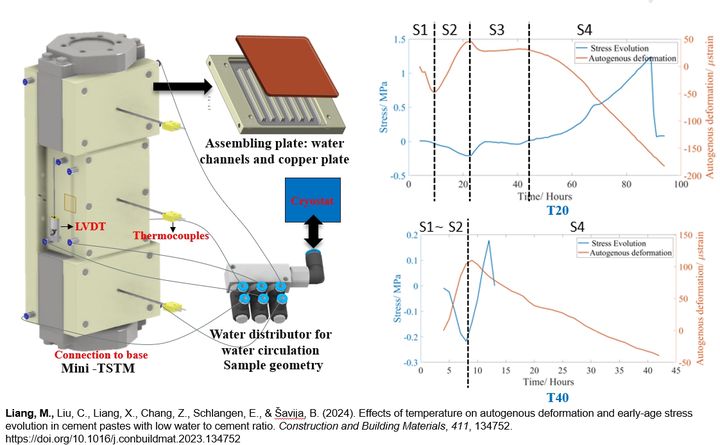 Assembling plate: water
channels and copper plate
Cryostat
LVDT
Thermocouples
Connection to base
Mini -TSTM
Water distributor for
water circulation
Sample geometry
S1 S2 S3 S4
Stress Evolution
Autogenous deformation
Stress/ MPa
1.5
1
0.5
0
-0.5
Autogenous deformation/ μstrain
50
0
-50
-100
-150
-200
0 20 40 60 80 100
Time/ Hours
T20
S1~ S2 S4
Stress Evolution
Autogenous deformation
Stress/ MPa
0.2
0.1
0
-0.1
-0.2
-0.3
Autogenous deformation/ μstrain
150
100
50
0
-50
0 5 10 15 20 25 30 35 40 45
Time/ Hours
T40
Liang, M., Liu, C., Liang, X., Chang, Z., Schlangen, E., & Šavija, B. (2024). Effects of temperature on autogenous deformation and early-age stress
evolution in cement pastes with low water to cement ratio. Construction and Building Materials, 411, 134752.
https://doi.org/10.1016/j.conbuildmat.2023.134752